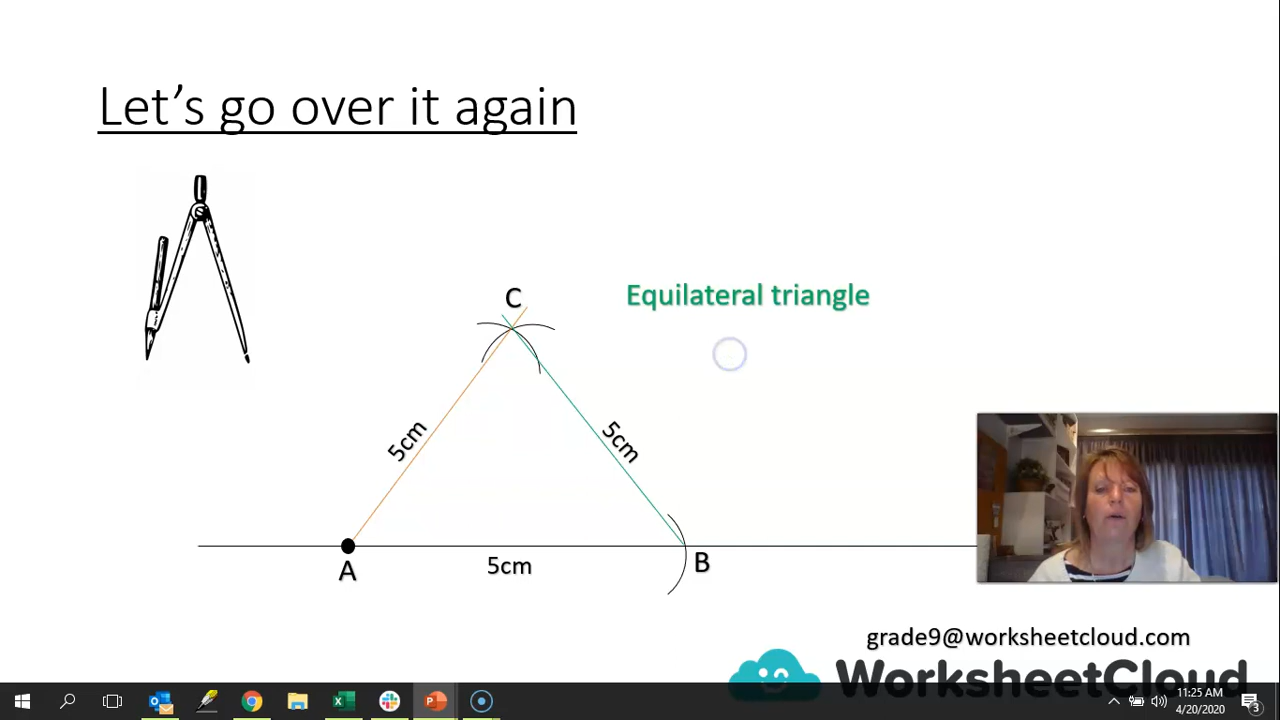 Let's go over it again
C
Equilateral triangle
5cm
5cm
A
5cm
B
grade9@worksheetcloud.com
WorksheetCloud
11:25 AM
4/20/2020
3